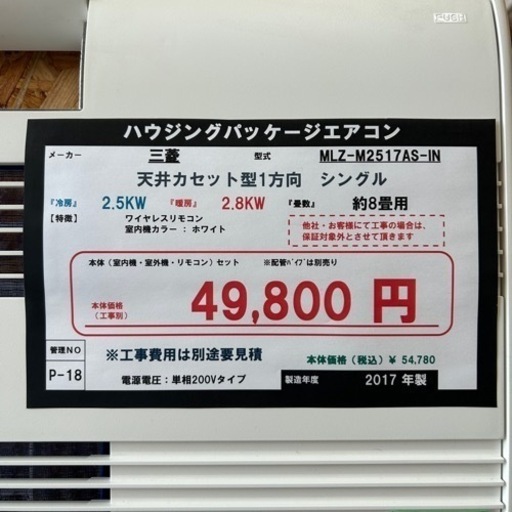 PUSH
ハウジングパッケージエアコン
メーカー 三菱 型式 MLZ-M2517AS-IN
天井カセット型1方向 シングル
『冷房』 2.5KW 『暖房』 2.8KW 『畳数』 約8畳用
【特徴】 ワイヤレスリモコン
室内機カラー : ホワイト
他社・お客様にて工事の場合は、
保証対象外とさせて頂きます
本体(室内機・室外機・リモコン)セット ※配管ﾊﾟｲﾌﾟは別売り
本体価格
(工事別)
49,800 円
管理NO
P-18
※工事費用は別途要見積
本体価格(税込)￥54,780
電源電圧:単相200Vタイプ
製造年度 2017 年製